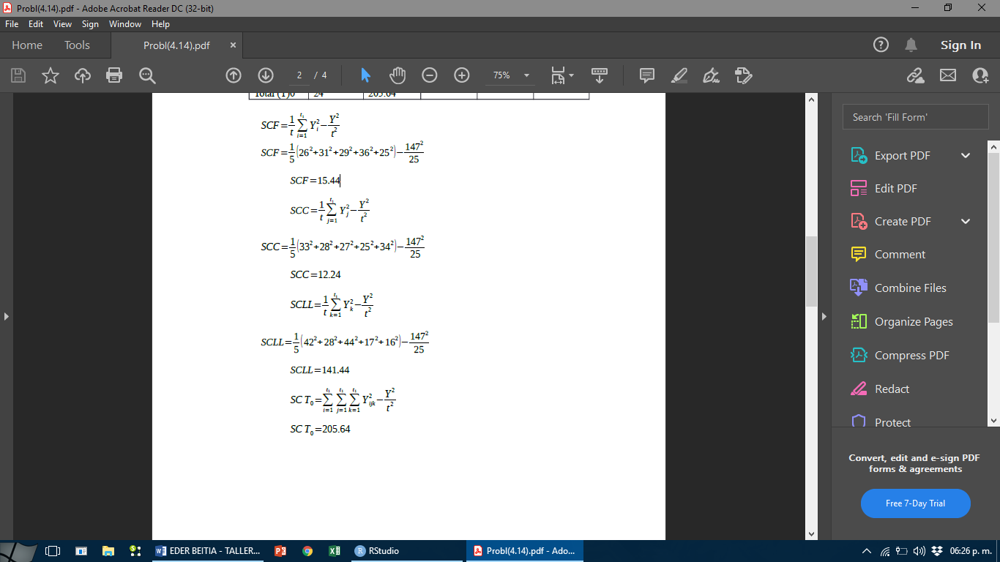 Probl(4.14).pdf - Adobe Acrobat Reader DC (32-bit)
File Edit View Sign Window Help
Home Tools Probl(4.14).pdf × Sign In
2 / 4 75%
Total (T)0 24 205.64
SCF=\frac{1}{t}\sum_{i=1}^{t_1}Y_i^2-\frac{Y^2}{t^2}
SCF=\frac{1}{5}(26^2+31^2+29^2+36^2+25^2)-\frac{147^2}{25}
SCF=15.44
SCC=\frac{1}{t}\sum_{j=1}^{t_1}Y_j^2-\frac{Y^2}{t^2}
SCC=\frac{1}{5}(33^2+28^2+27^2+25^2+34^2)-\frac{147^2}{25}
SCC=12.24
SCLL=\frac{1}{t}\sum_{k=1}^{t_1}Y_k^2-\frac{Y^2}{t^2}
SCLL=\frac{1}{5}(42^2+28^2+44^2+17^2+16^2)-\frac{147^2}{25}
SCLL=141.44
SC T_0=\sum_{i=1}^{t_1}\sum_{j=1}^{t_1}\sum_{k=1}^{t_1}Y_{ijk}^2-\frac{Y^2}{t^2}
SC T_0=205.64
Search 'Fill Form'
Export PDF
Edit PDF
Create PDF
Comment
Combine Files
Organize Pages
Compress PDF
Redact
Protect
Convert, edit and e-sign PDF
forms & agreements
Free 7-Day Trial
EDER BEITIA - TALLER... RStudio Probl(4.14).pdf - Ado... 06:26 p. m.